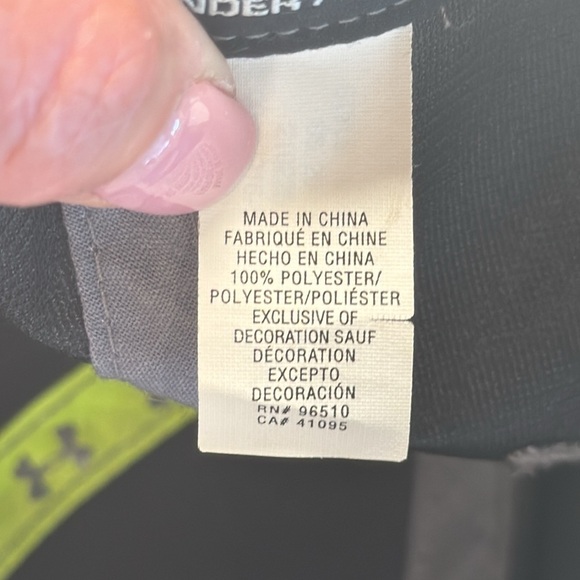 NDER
MADE IN CHINA
FABRIQUÉ EN CHINE
HECHO EN CHINA
100% POLYESTER/
POLYESTER/POLIÉSTER
EXCLUSIVE OF
DECORATION SAUF
DÉCORATION
EXCEPTO
DECORACIÓN
RN# 96510
CA# 41095